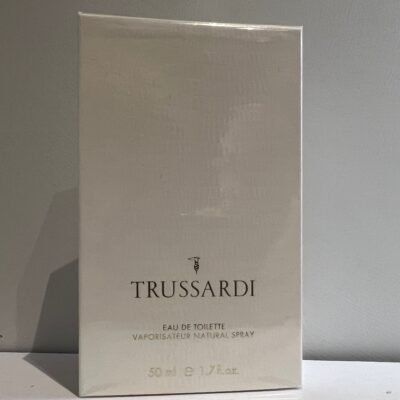 TRUSSARDI
EAU DE TOILETTE
VAPORISATEUR NATURAL SPRAY
50 ml e 1.7 fl.oz.